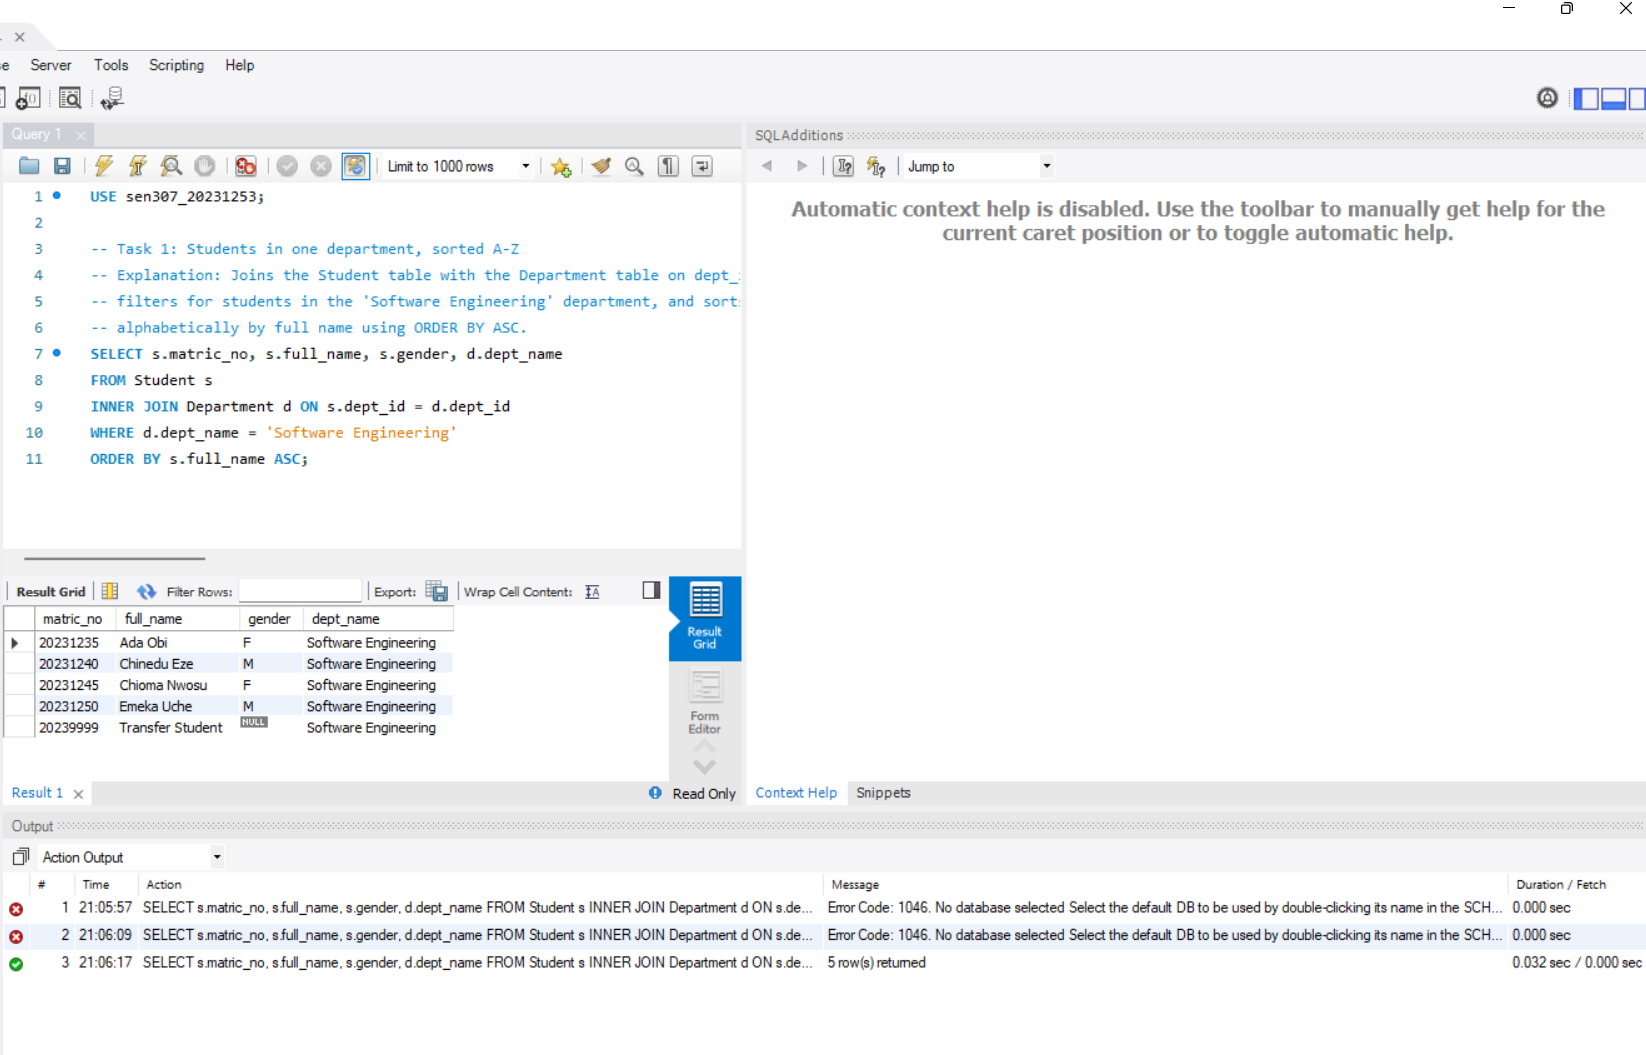 Server Tools Scripting Help
Query 1
SQLAdditions
Limit to 1000 rows
Jump to
1 USE sen307_20231253;
2
3 -- Task 1: Students in one department, sorted A-Z
4 -- Explanation: Joins the Student table with the Department table on dept_
5 -- filters for students in the 'Software Engineering' department, and sort
6 -- alphabetically by full name using ORDER BY ASC.
7 SELECT s.matric_no, s.full_name, s.gender, d.dept_name
8 FROM Student s
9 INNER JOIN Department d ON s.dept_id = d.dept_id
10 WHERE d.dept_name = 'Software Engineering'
11 ORDER BY s.full_name ASC;
Automatic context help is disabled. Use the toolbar to manually get help for the
current caret position or to toggle automatic help.
Result Grid Filter Rows: Export: Wrap Cell Content:
matric_no full_name gender dept_name
20231235 Ada Obi F Software Engineering
20231240 Chinedu Eze M Software Engineering
20231245 Chioma Nwosu F Software Engineering
20231250 Emeka Uche M Software Engineering
20239999 Transfer Student NULL Software Engineering
Result
Grid
Form
Editor
Result 1
Read Only
Context Help Snippets
Output
Action Output
# Time Action Message Duration / Fetch
1 21:05:57 SELECT s.matric_no, s.full_name, s.gender, d.dept_name FROM Student s INNER JOIN Department d ON s.de... Error Code: 1046. No database selected Select the default DB to be used by double-clicking its name in the SCH... 0.000 sec
2 21:06:09 SELECT s.matric_no, s.full_name, s.gender, d.dept_name FROM Student s INNER JOIN Department d ON s.de... Error Code: 1046. No database selected Select the default DB to be used by double-clicking its name in the SCH... 0.000 sec
3 21:06:17 SELECT s.matric_no, s.full_name, s.gender, d.dept_name FROM Student s INNER JOIN Department d ON s.de... 5 row(s) returned 0.032 sec / 0.000 sec